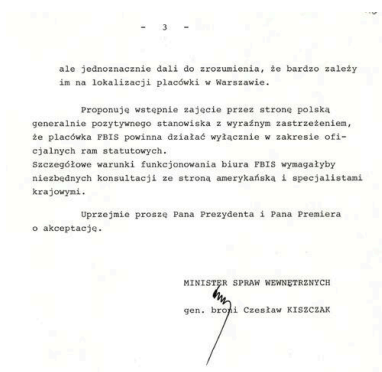 - 3 -
ale jednoznacznie dali do zrozumienia, że bardzo zależy
im na lokalizacji placówki w Warszawie.
Proponuję wstępnie zajęcie przez stronę polską
generalnie pozytywnego stanowiska z wyraźnym zastrzeżeniem,
że placówka FBIS powinna działać wyłącznie w zakresie ofi-
cjalnych ram statutowych.
Szczegółowe warunki funkcjonowania biura FBIS wymagałyby
niezbędnych konsultacji ze stroną amerykańską i specjalistami
krajowymi.
Uprzejmie proszę Pana Prezydenta i Pana Premiera
o akceptację.
MINISTER SPRAW WEWNĘTRZNYCH
gen. broni Czesław KISZCZAK